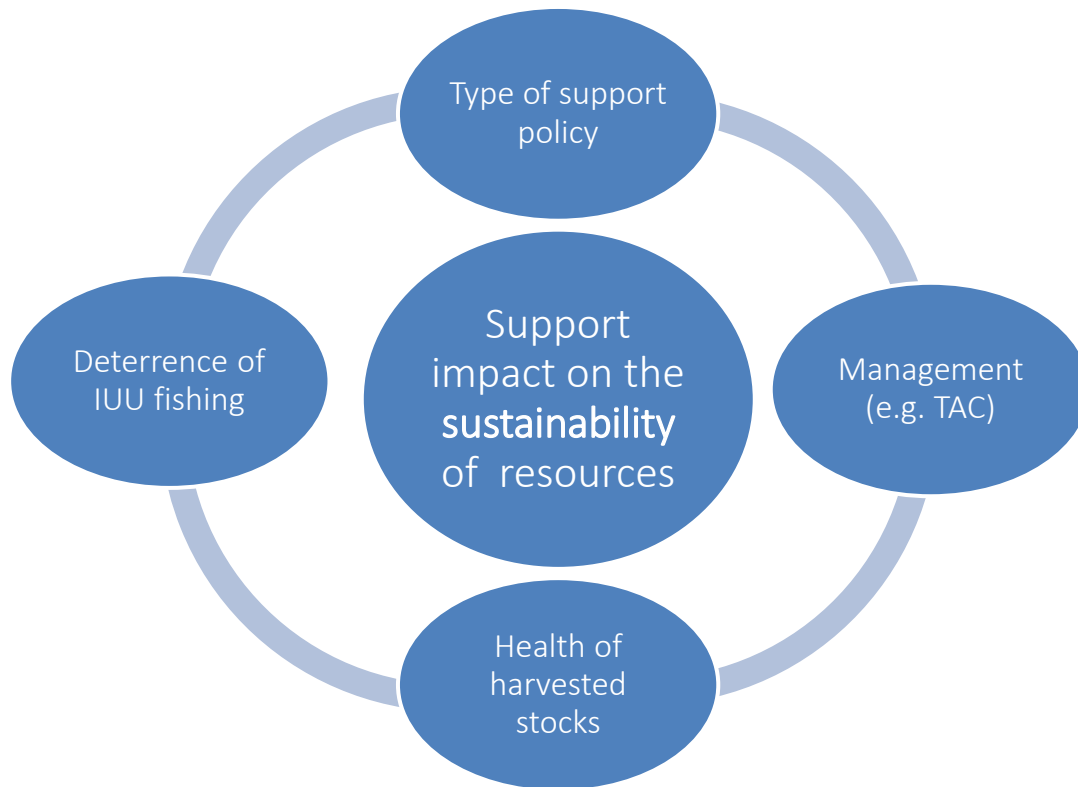 Type of support
policy
Support
impact on the
sustainability
of resources
Deterrence of
IUU fishing
Management
(e.g. TAC)
Health of
harvested
stocks